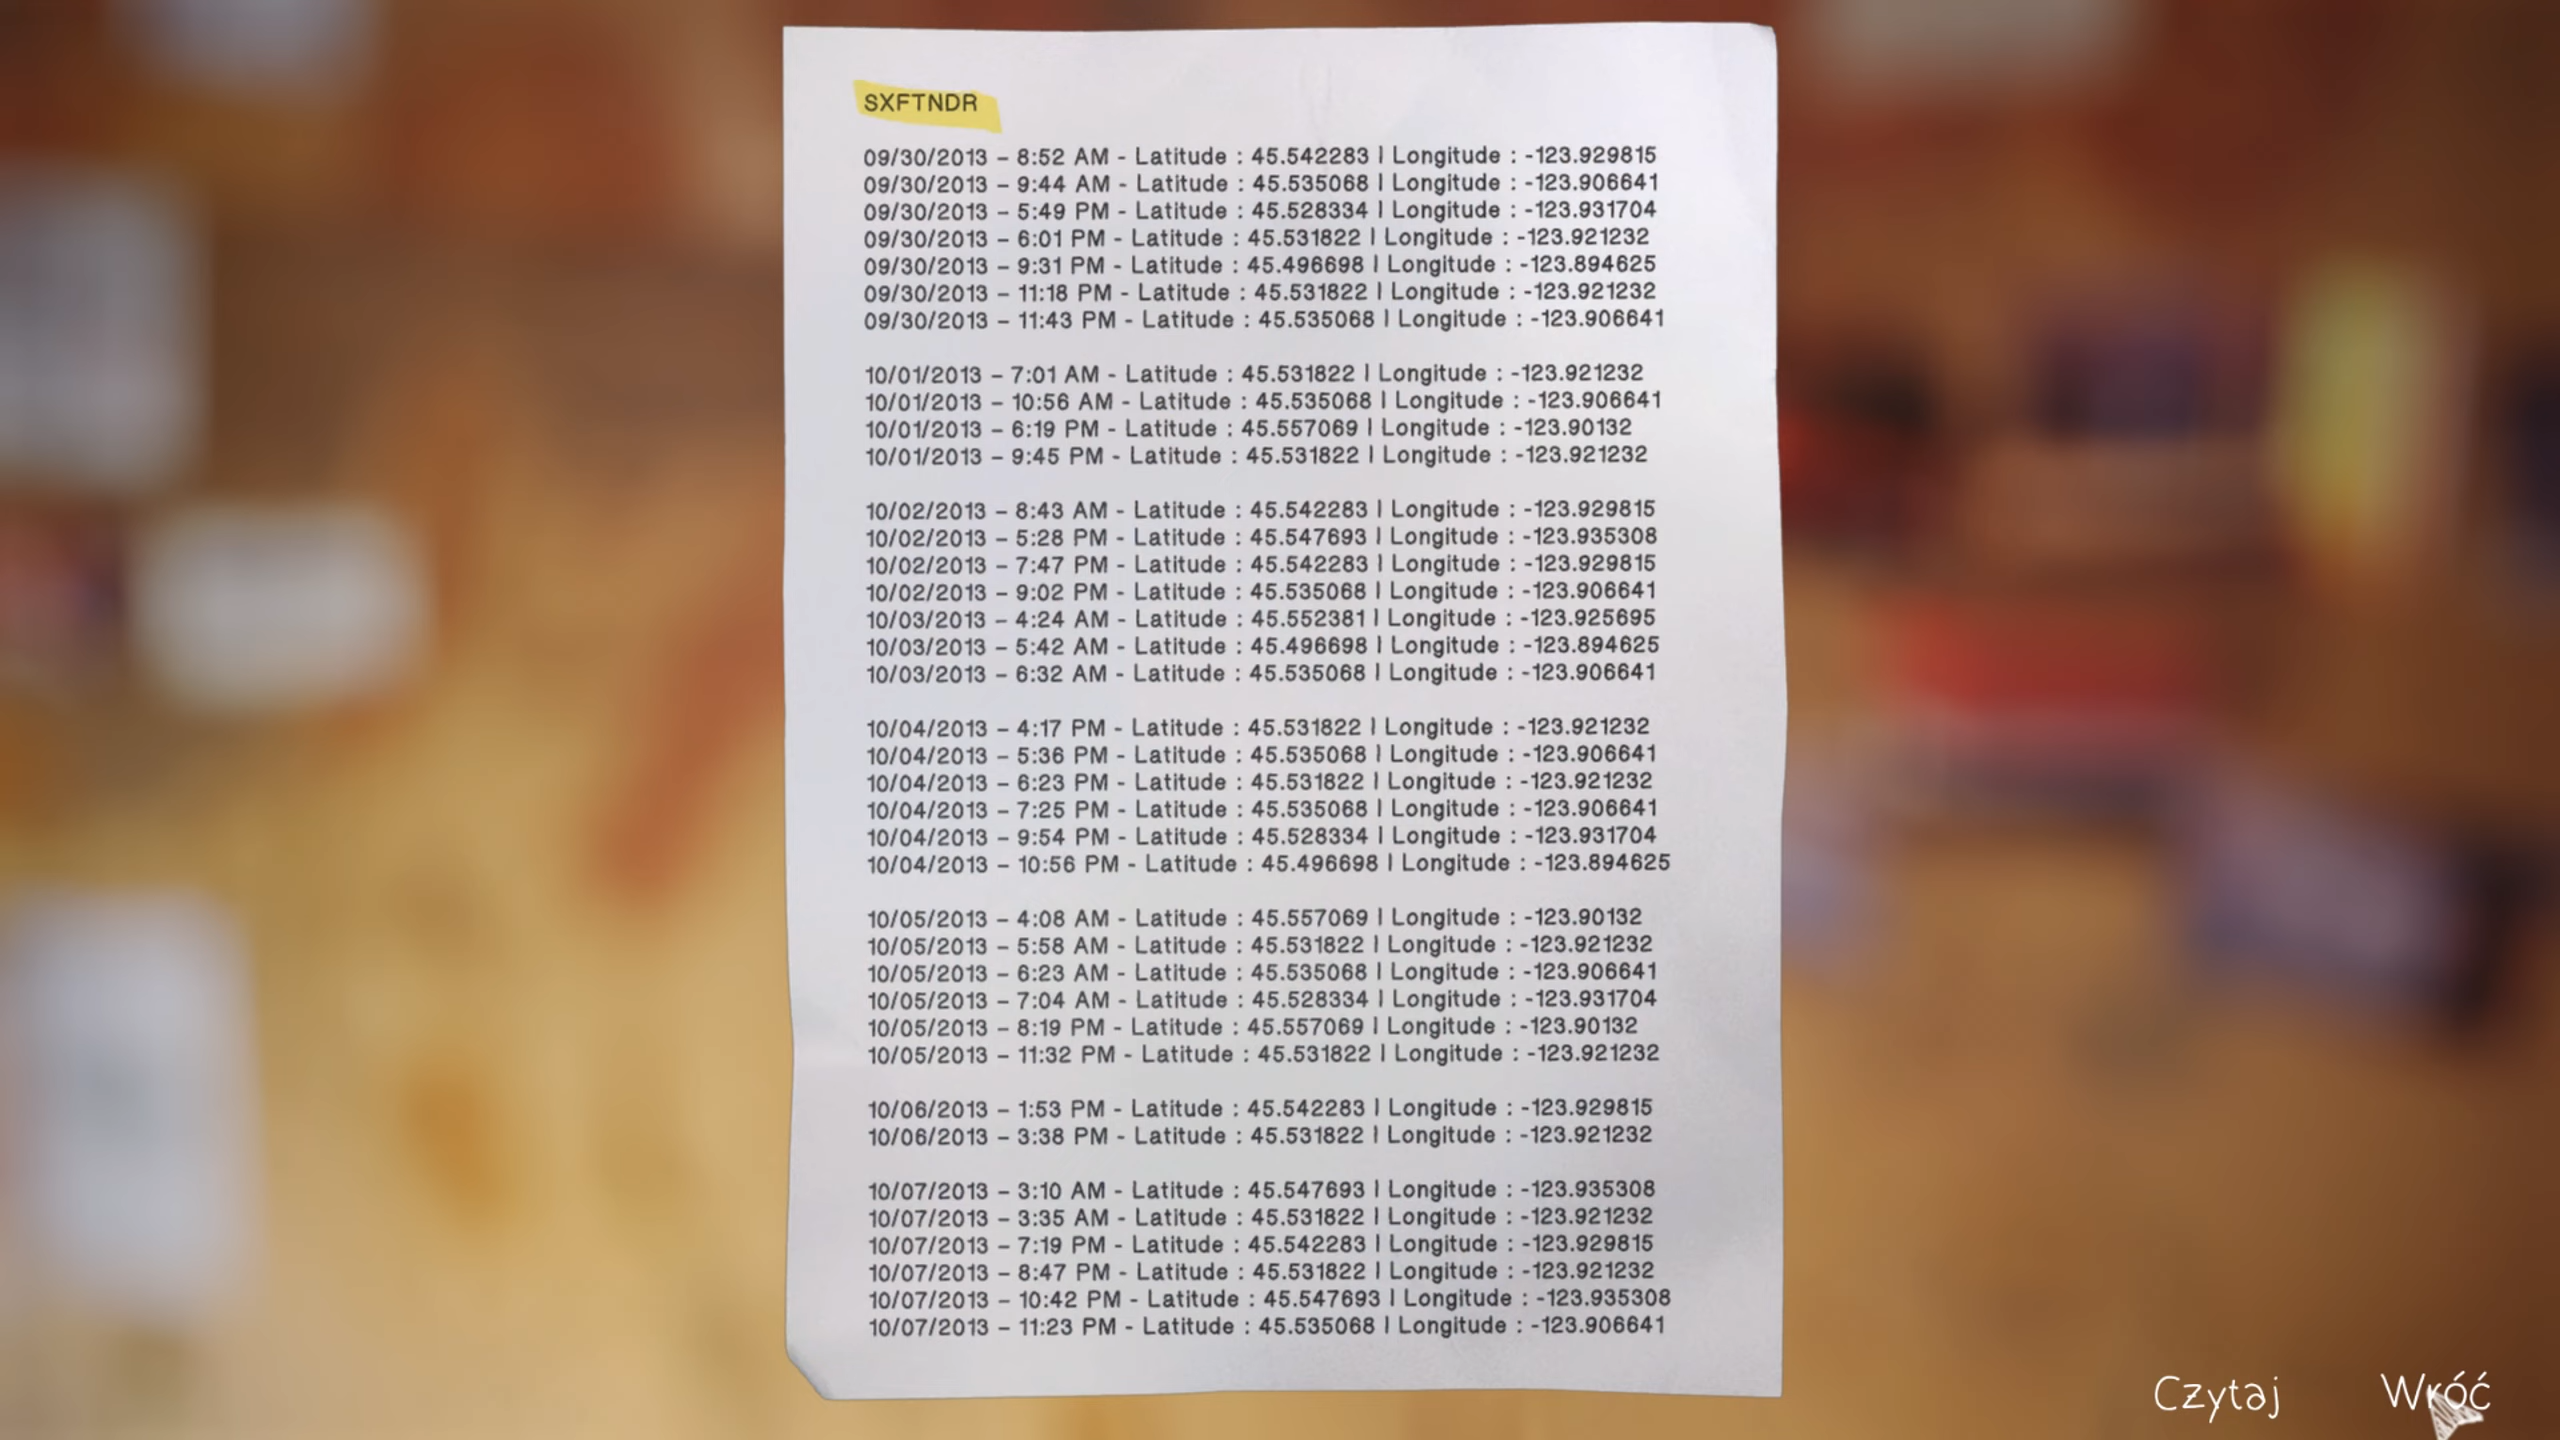 SXFTNDR
09/30/2013 – 8:52 AM - Latitude : 45.542283 | Longitude : -123.929815
09/30/2013 – 9:44 AM - Latitude : 45.535068 | Longitude : -123.906641
09/30/2013 – 5:49 PM - Latitude : 45.528334 | Longitude : -123.931704
09/30/2013 – 6:01 PM - Latitude : 45.531822 | Longitude : -123.921232
09/30/2013 – 9:31 PM - Latitude : 45.496698 | Longitude : -123.894625
09/30/2013 – 11:18 PM - Latitude : 45.531822 | Longitude : -123.921232
09/30/2013 – 11:43 PM - Latitude : 45.535068 | Longitude : -123.906641
10/01/2013 – 7:01 AM - Latitude : 45.531822 | Longitude : -123.921232
10/01/2013 – 10:56 AM - Latitude : 45.535068 | Longitude : -123.906641
10/01/2013 – 6:19 PM - Latitude : 45.557069 | Longitude : -123.90132
10/01/2013 – 9:45 PM - Latitude : 45.531822 | Longitude : -123.921232
10/02/2013 – 8:43 AM - Latitude : 45.542283 | Longitude : -123.929815
10/02/2013 – 5:28 PM - Latitude : 45.547693 | Longitude : -123.935308
10/02/2013 – 7:47 PM - Latitude : 45.542283 | Longitude : -123.929815
10/02/2013 – 9:02 PM - Latitude : 45.535068 | Longitude : -123.906641
10/03/2013 – 4:24 AM - Latitude : 45.552381 | Longitude : -123.925695
10/03/2013 – 5:42 AM - Latitude : 45.496698 | Longitude : -123.894625
10/03/2013 – 6:32 AM - Latitude : 45.535068 | Longitude : -123.906641
10/04/2013 – 4:17 PM - Latitude : 45.531822 | Longitude : -123.921232
10/04/2013 – 5:36 PM - Latitude : 45.535068 | Longitude : -123.906641
10/04/2013 – 6:23 PM - Latitude : 45.531822 | Longitude : -123.921232
10/04/2013 – 7:25 PM - Latitude : 45.535068 | Longitude : -123.906641
10/04/2013 – 9:54 PM - Latitude : 45.528334 | Longitude : -123.931704
10/04/2013 – 10:56 PM - Latitude : 45.496698 | Longitude : -123.894625
10/05/2013 – 4:08 AM - Latitude : 45.557069 | Longitude : -123.90132
10/05/2013 – 5:58 AM - Latitude : 45.531822 | Longitude : -123.921232
10/05/2013 – 6:23 AM - Latitude : 45.535068 | Longitude : -123.906641
10/05/2013 – 7:04 AM - Latitude : 45.528334 | Longitude : -123.931704
10/05/2013 – 8:19 PM - Latitude : 45.557069 | Longitude : -123.90132
10/05/2013 – 11:32 PM - Latitude : 45.531822 | Longitude : -123.921232
10/06/2013 – 1:53 PM - Latitude : 45.542283 | Longitude : -123.929815
10/06/2013 – 3:38 PM - Latitude : 45.531822 | Longitude : -123.921232
10/07/2013 – 3:10 AM - Latitude : 45.547693 | Longitude : -123.935308
10/07/2013 – 3:35 AM - Latitude : 45.531822 | Longitude : -123.921232
10/07/2013 – 7:19 PM - Latitude : 45.542283 | Longitude : -123.929815
10/07/2013 – 8:47 PM - Latitude : 45.531822 | Longitude : -123.921232
10/07/2013 – 10:42 PM - Latitude : 45.547693 | Longitude : -123.935308
10/07/2013 – 11:23 PM - Latitude : 45.535068 | Longitude : -123.906641
Czytaj Wróć